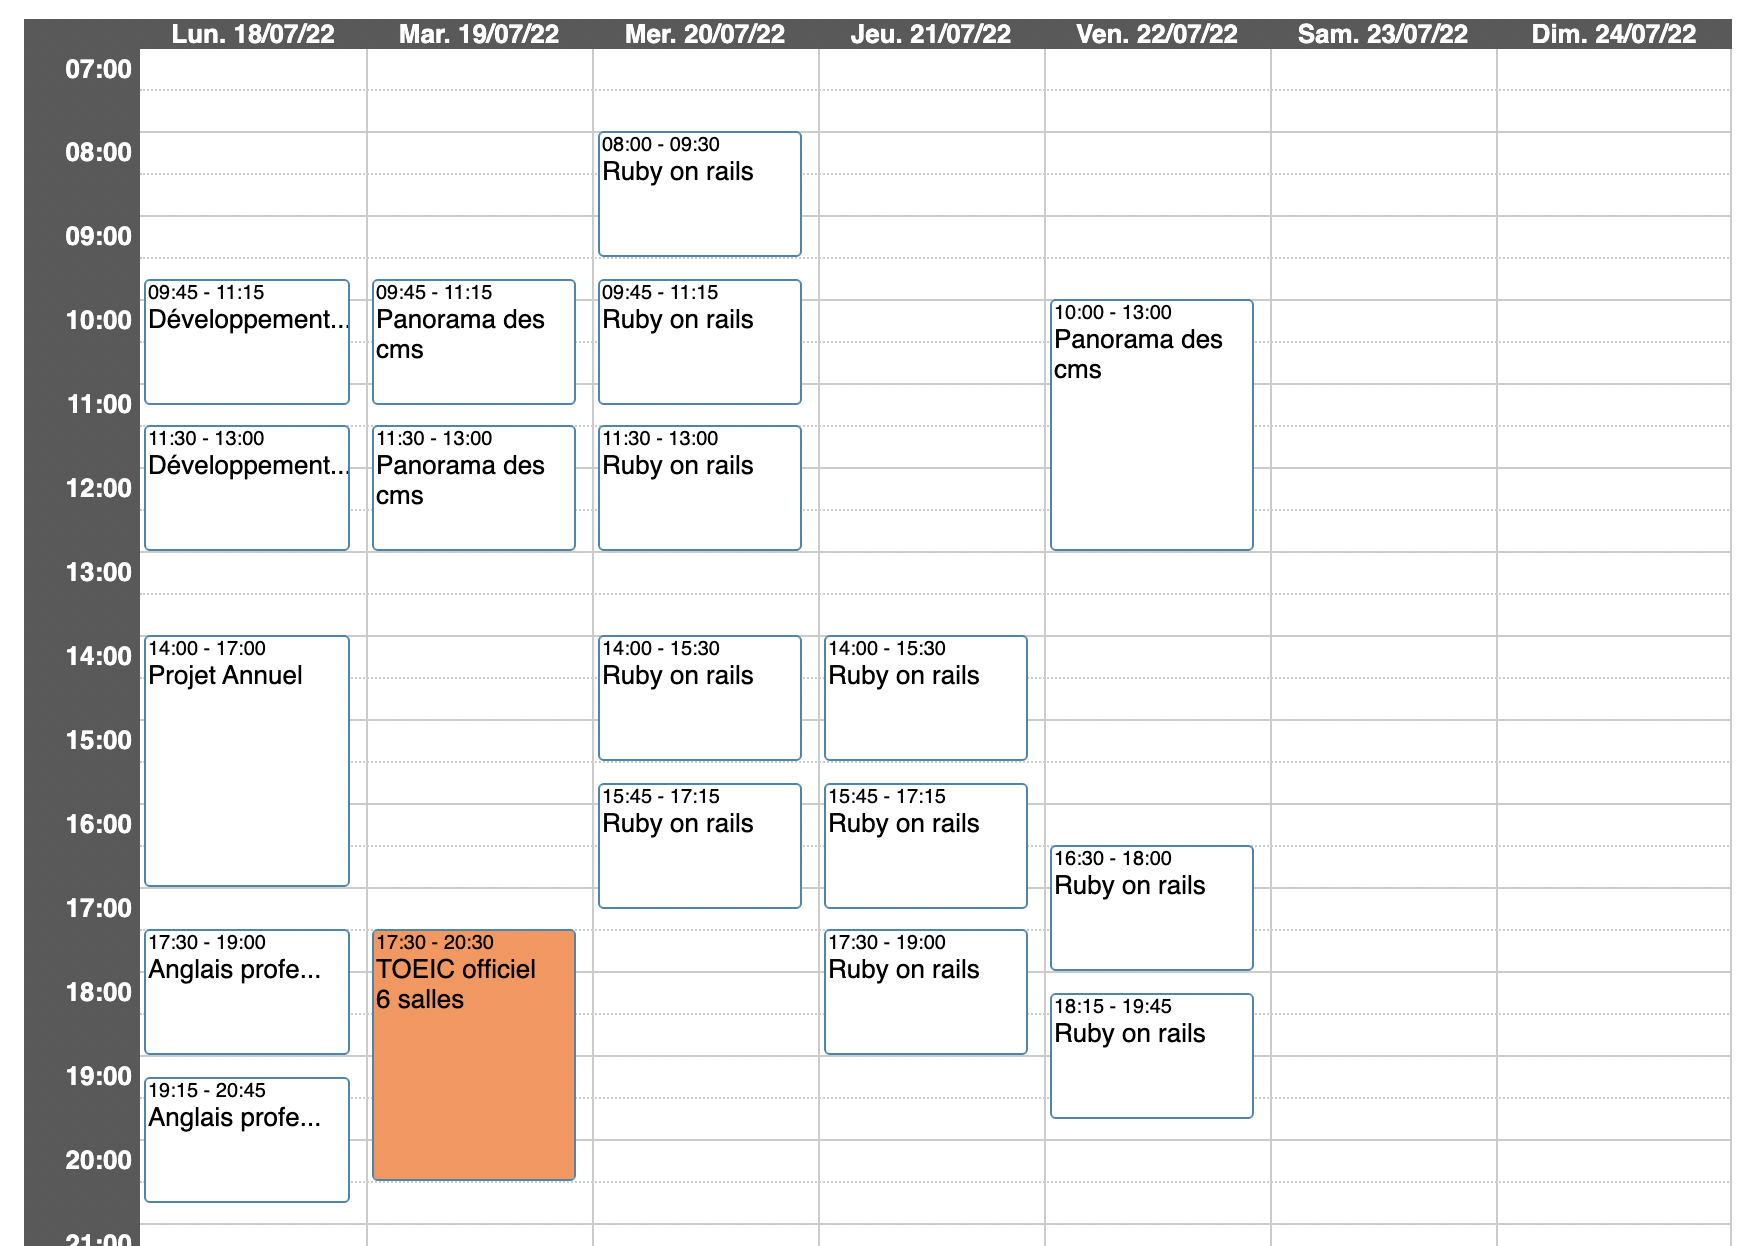 Lun. 18/07/22
Mar. 19/07/22
Mer. 20/07/22
Jeu. 21/07/22
Ven. 22/07/22
Sam. 23/07/22
Dim. 24/07/22
07:00
08:00
09:00
10:00
11:00
12:00
13:00
14:00
15:00
16:00
17:00
18:00
19:00
20:00
21:00
09:45 - 11:15
Développement...
11:30 - 13:00
Développement...
14:00 - 17:00
Projet Annuel
17:30 - 19:00
Anglais profe...
19:15 - 20:45
Anglais profe...
09:45 - 11:15
Panorama des
cms
11:30 - 13:00
Panorama des
cms
17:30 - 20:30
TOEIC officiel
6 salles
08:00 - 09:30
Ruby on rails
09:45 - 11:15
Ruby on rails
11:30 - 13:00
Ruby on rails
14:00 - 15:30
Ruby on rails
15:45 - 17:15
Ruby on rails
14:00 - 15:30
Ruby on rails
15:45 - 17:15
Ruby on rails
17:30 - 19:00
Ruby on rails
10:00 - 13:00
Panorama des
cms
16:30 - 18:00
Ruby on rails
18:15 - 19:45
Ruby on rails